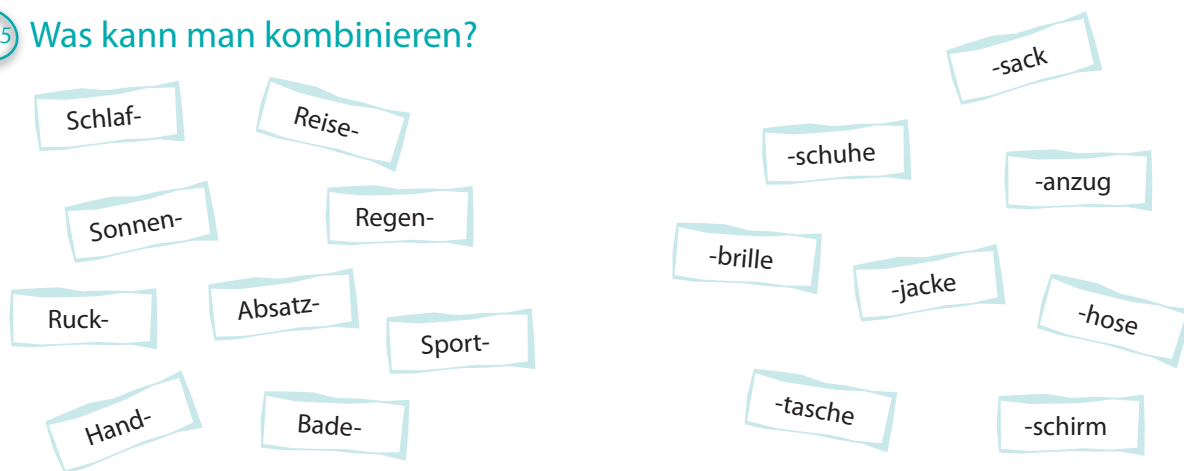 5 Was kann man kombinieren?
Schlaf-
Reise-
Sonnen-
Regen-
Ruck-
Absatz-
Sport-
Hand-
Bade-
-sack
-schuhe
-anzug
-brille
-jacke
-hose
-tasche
-schirm